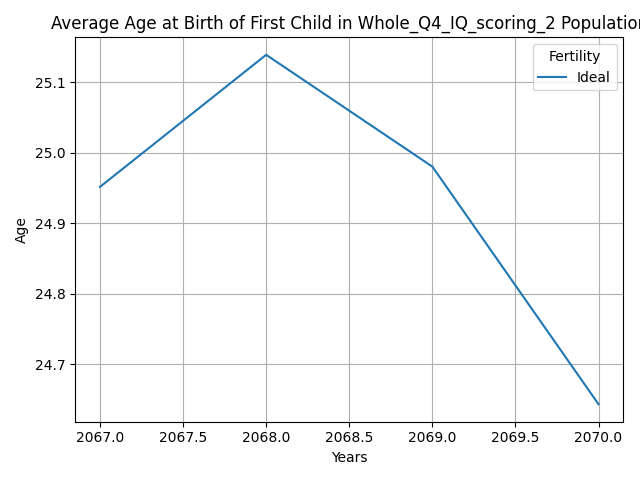 Average Age at Birth of First Child in Whole_Q4_IQ_scoring_2 Population
Fertility
Ideal
25.1
25.0
24.9
24.8
24.7
Age
2067.0 2067.5 2068.0 2068.5 2069.0 2069.5 2070.0
Years